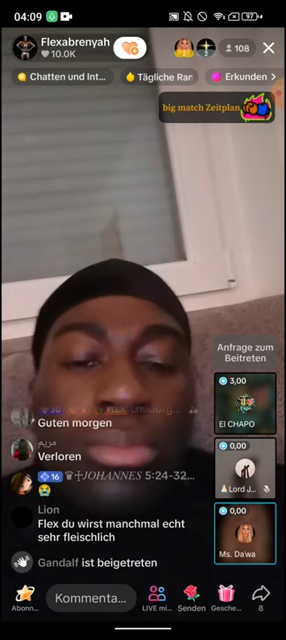 04:09
97
Flexabrenyah
10.0K
108
Chatten und Int...
Tägliche Ran
Erkunden
big match Zeitplan
Anfrage zum
Beitreten
3,00
El CHAPO
0,00
Lord J...
0,00
Ms. Da'wa
Guten morgen
مريم
Verloren
16
JOHANNES 5:24-32...
Lion
Flex du wirst manchmal echt
sehr fleischlich
Gandalf ist beigetreten
Abonn...
Kommenta...
LIVE mi...
Senden
Gesche...
8